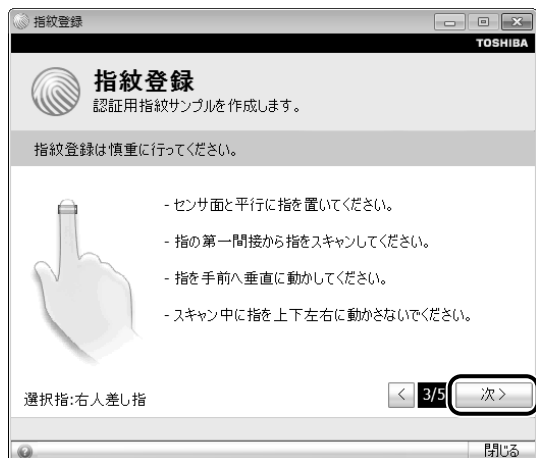 指紋登録
TOSHIBA
指紋登録
認証用指紋サンプルを作成します。
指紋登録は慎重に行ってください。
- センサ面と平行に指を置いてください。
- 指の第一間接から指をスキャンしてください。
- 指を手前へ垂直に動かしてください。
- スキャン中に指を上下左右に動かさないでください。
選択指:右人差し指
< 3/5 次 >
閉じる